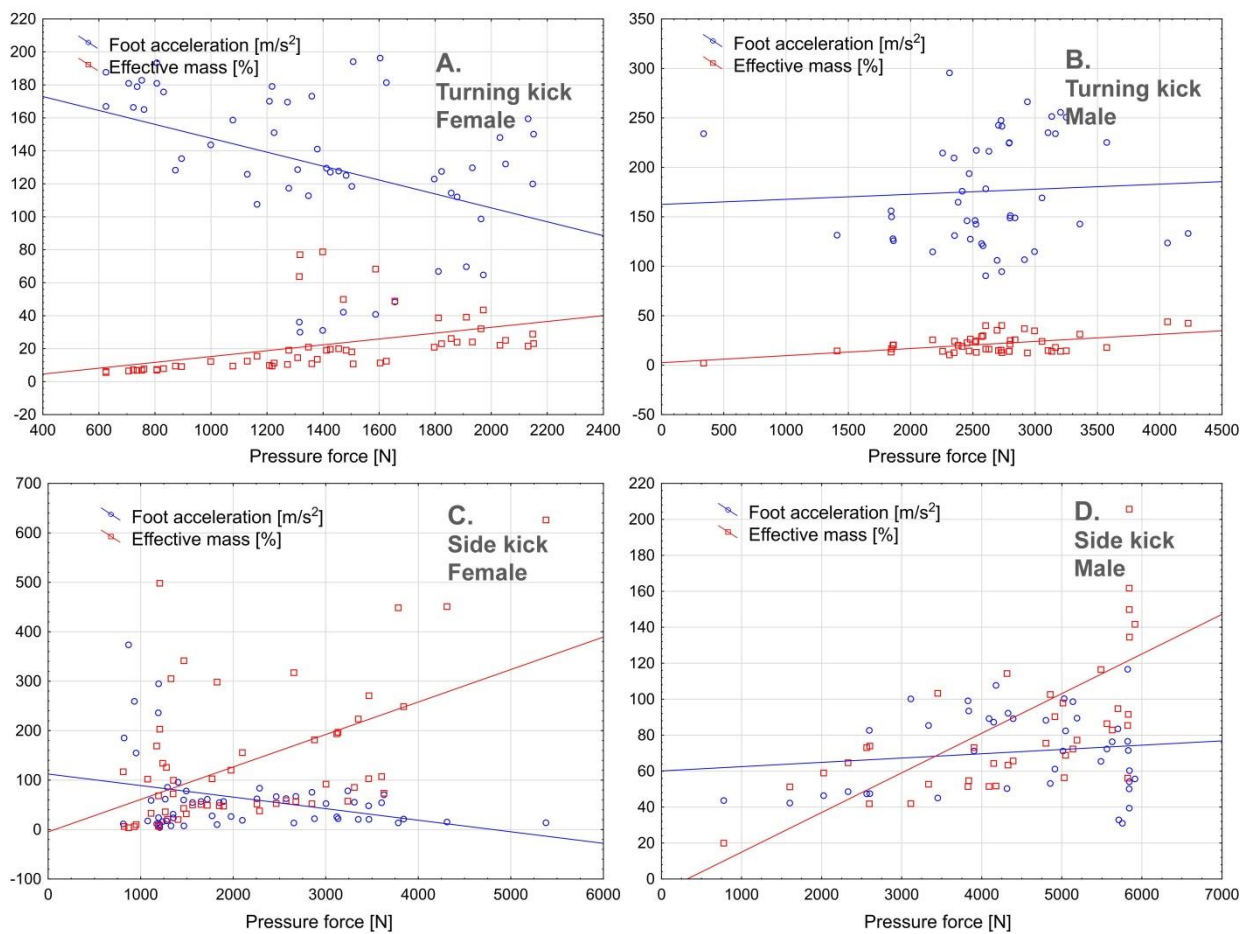 220
200
180
160
140
120
100
80
60
40
20
0
-20
Foot acceleration [m/s²]
Effective mass [%]
A.
Turning kick
Female
400 600 800 1000 1200 1400 1600 1800 2000 2200 2400
Pressure force [N]
350
300
250
200
150
100
50
0
-50
Foot acceleration [m/s²]
Effective mass [%]
B.
Turning kick
Male
0 500 1000 1500 2000 2500 3000 3500 4000 4500
Pressure force [N]
700
600
500
400
300
200
100
0
-100
Foot acceleration [m/s²]
Effective mass [%]
C.
Side kick
Female
0 1000 2000 3000 4000 5000 6000
Pressure force [N]
220
200
180
160
140
120
100
80
60
40
20
0
Foot acceleration [m/s²]
Effective mass [%]
D.
Side kick
Male
0 1000 2000 3000 4000 5000 6000 7000
Pressure force [N]